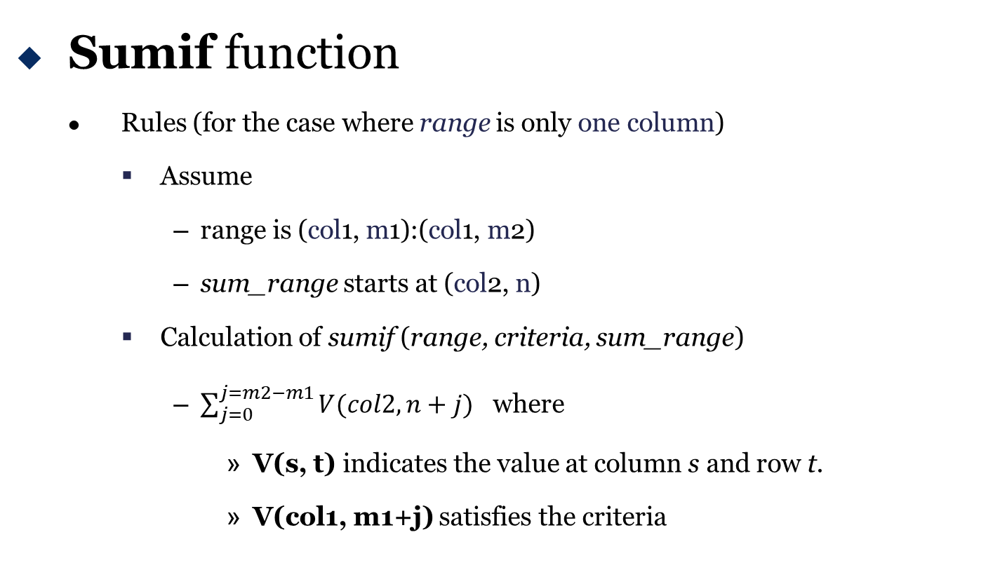 ◆ Sumif function
• Rules (for the case where range is only one column)
▪ Assume
– range is (col1, m1):(col1, m2)
– sum_range starts at (col2, n)
▪ Calculation of sumif (range, criteria, sum_range)
– ∑_{j=0}^{j=m2−m1} V(col2, n + j) where
» V(s, t) indicates the value at column s and row t.
» V(col1, m1+j) satisfies the criteria